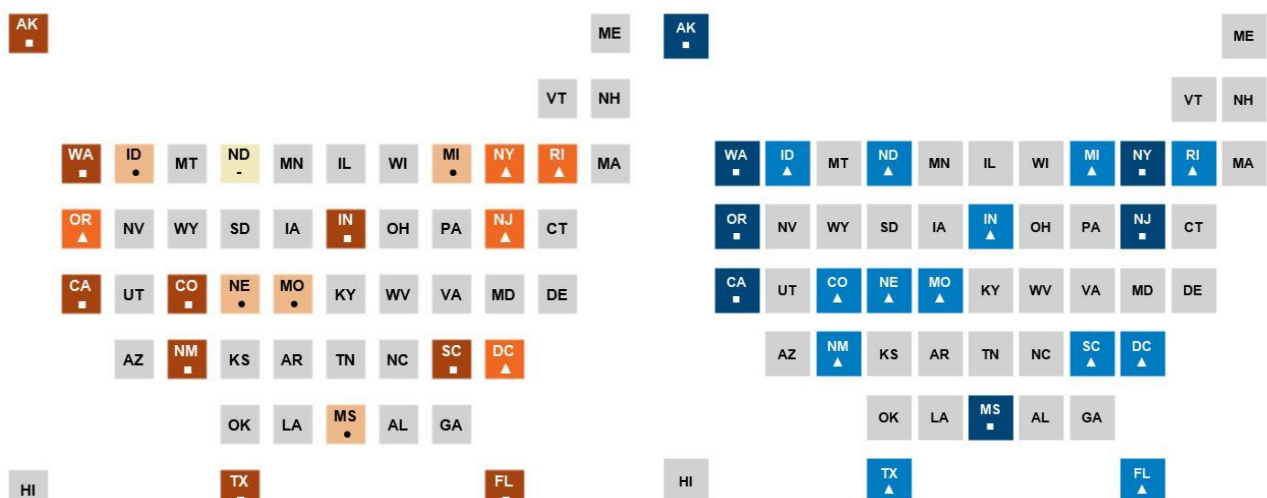 AK ME AK ME
VT NH VT NH
WA ID MT ND MN IL WI MI NY RI MA WA ID MT ND MN IL WI MI NY RI MA
-
OR NV WY SD IA IN OH PA NJ CT OR NV WY SD IA IN OH PA NJ CT
CA UT CO NE MO KY WV VA MD DE CA UT CO NE MO KY WV VA MD DE
AZ NM KS AR TN NC SC DC AZ NM KS AR TN NC SC DC
OK LA MS AL GA OK LA MS AL GA
HI TX FL HI TX FL